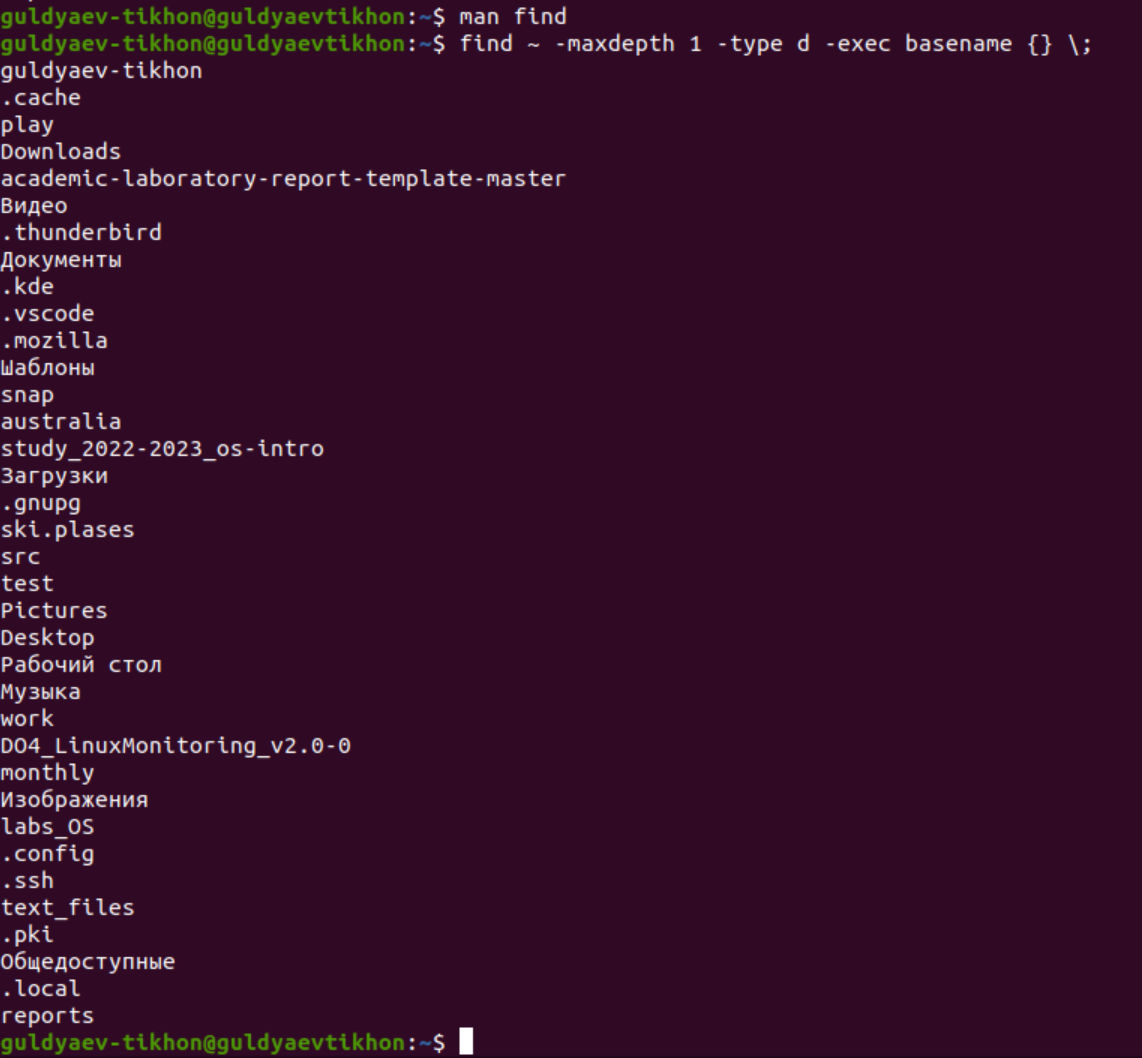 guldyaev-tikhon@guldyaevtikhon:~$ man find
guldyaev-tikhon@guldyaevtikhon:~$ find ~ -maxdepth 1 -type d -exec basename {} \;
guldyaev-tikhon
.cache
play
Downloads
academic-laboratory-report-template-master
Видео
.thunderbird
Документы
.kde
.vscode
.mozilla
Шаблоны
snap
australia
study_2022-2023_os-intro
Загрузки
.gnupg
ski.plases
src
test
Pictures
Desktop
Рабочий стол
Музыка
work
DO4_LinuxMonitoring_v2.0-0
monthly
Изображения
labs_OS
.config
.ssh
text_files
.pki
Общедоступные
.local
reports
guldyaev-tikhon@guldyaevtikhon:~$